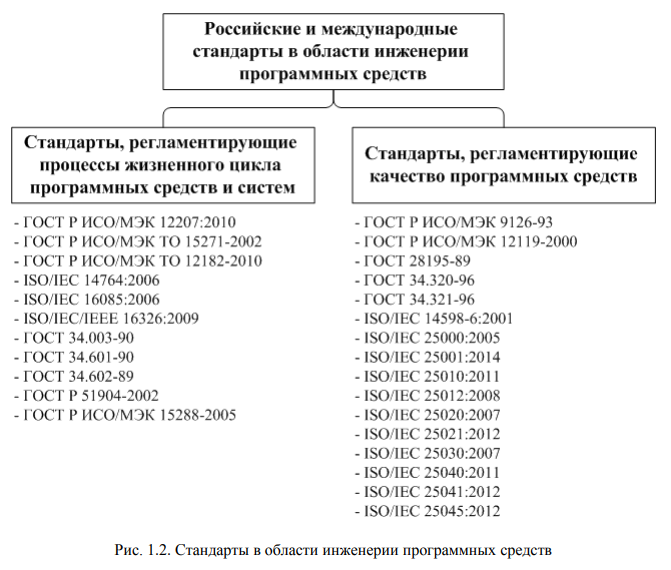 Российские и международные
стандарты в области инженерии
программных средств
Стандарты, регламентирующие
процессы жизненного цикла
программных средств и систем
- ГОСТ Р ИСО/МЭК 12207:2010
- ГОСТ Р ИСО/МЭК ТО 15271-2002
- ГОСТ Р ИСО/МЭК ТО 12182-2010
- ISO/IEC 14764:2006
- ISO/IEC 16085:2006
- ISO/IEC/IEEE 16326:2009
- ГОСТ 34.003-90
- ГОСТ 34.601-90
- ГОСТ 34.602-89
- ГОСТ Р 51904-2002
- ГОСТ Р ИСО/МЭК 15288-2005
Стандарты, регламентирующие
качество программных средств
- ГОСТ Р ИСО/МЭК 9126-93
- ГОСТ Р ИСО/МЭК 12119-2000
- ГОСТ 28195-89
- ГОСТ 34.320-96
- ГОСТ 34.321-96
- ISO/IEC 14598-6:2001
- ISO/IEC 25000:2005
- ISO/IEC 25001:2014
- ISO/IEC 25010:2011
- ISO/IEC 25012:2008
- ISO/IEC 25020:2007
- ISO/IEC 25021:2012
- ISO/IEC 25030:2007
- ISO/IEC 25040:2011
- ISO/IEC 25041:2012
- ISO/IEC 25045:2012
Рис. 1.2. Стандарты в области инженерии программных средств